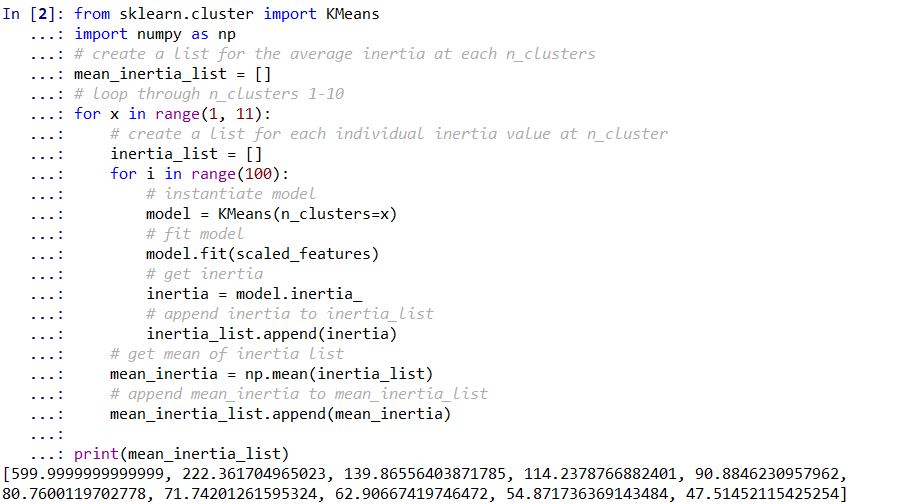 In [2]: from sklearn.cluster import KMeans
   ...: import numpy as np
   ...: # create a list for the average inertia at each n_clusters
   ...: mean_inertia_list = []
   ...: # loop through n_clusters 1-10
   ...: for x in range(1, 11):
   ...:     # create a list for each individual inertia value at n_cluster
   ...:     inertia_list = []
   ...:     for i in range(100):
   ...:         # instantiate model
   ...:         model = KMeans(n_clusters=x)
   ...:         # fit model
   ...:         model.fit(scaled_features)
   ...:         # get inertia
   ...:         inertia = model.inertia_
   ...:         # append inertia to inertia_list
   ...:         inertia_list.append(inertia)
   ...:     # get mean of inertia list
   ...:     mean_inertia = np.mean(inertia_list)
   ...:     # append mean_inertia to mean_inertia_list
   ...:     mean_inertia_list.append(mean_inertia)
   ...:
   ...: print(mean_inertia_list)
[599.9999999999999, 222.361704965023, 139.86556403871785, 114.2378766882401, 90.8846230957962,
80.7600119702778, 71.74201261595324, 62.90667419746472, 54.871736369143484, 47.51452115425254]